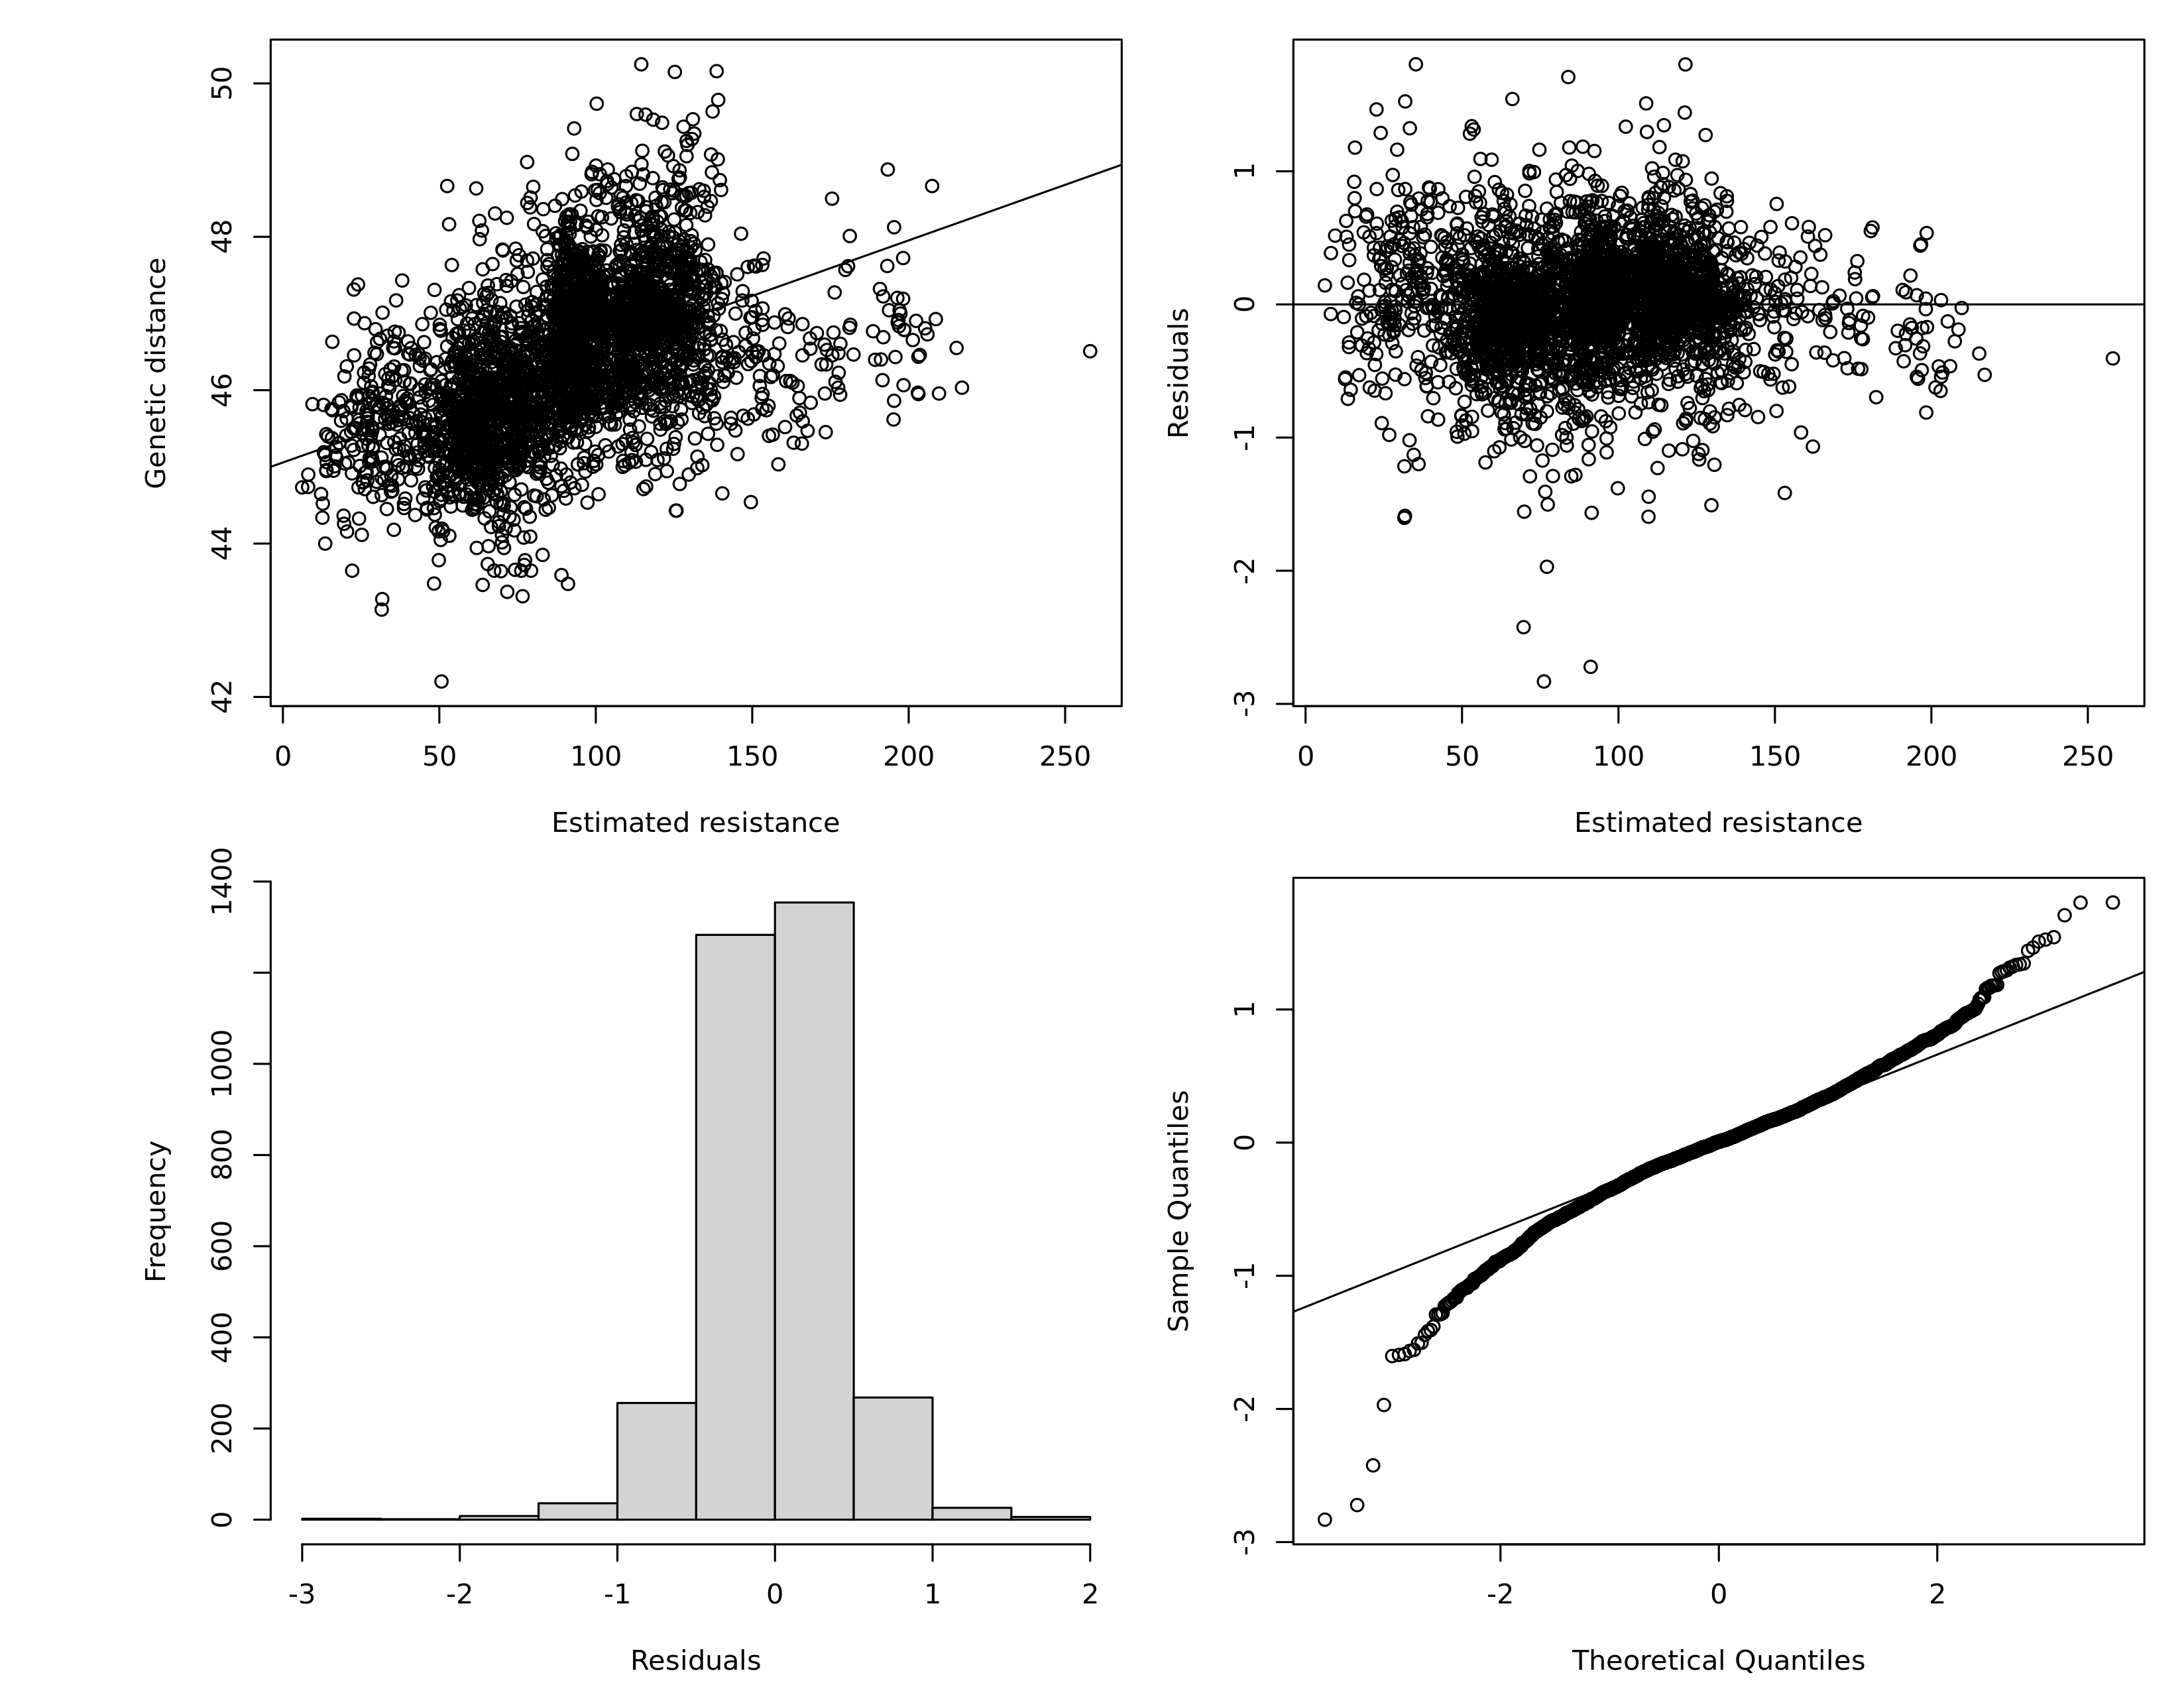 50
48
46
44
42
Genetic distance
0 50 100 150 200 250
Estimated resistance
1
0
-1
-2
-3
Residuals
0 50 100 150 200 250
Estimated resistance
1400
1000
800
600
400
200
0
Frequency
-3 -2 -1 0 1 2
Residuals
1
0
-1
-2
-3
Sample Quantiles
-2 0 2
Theoretical Quantiles